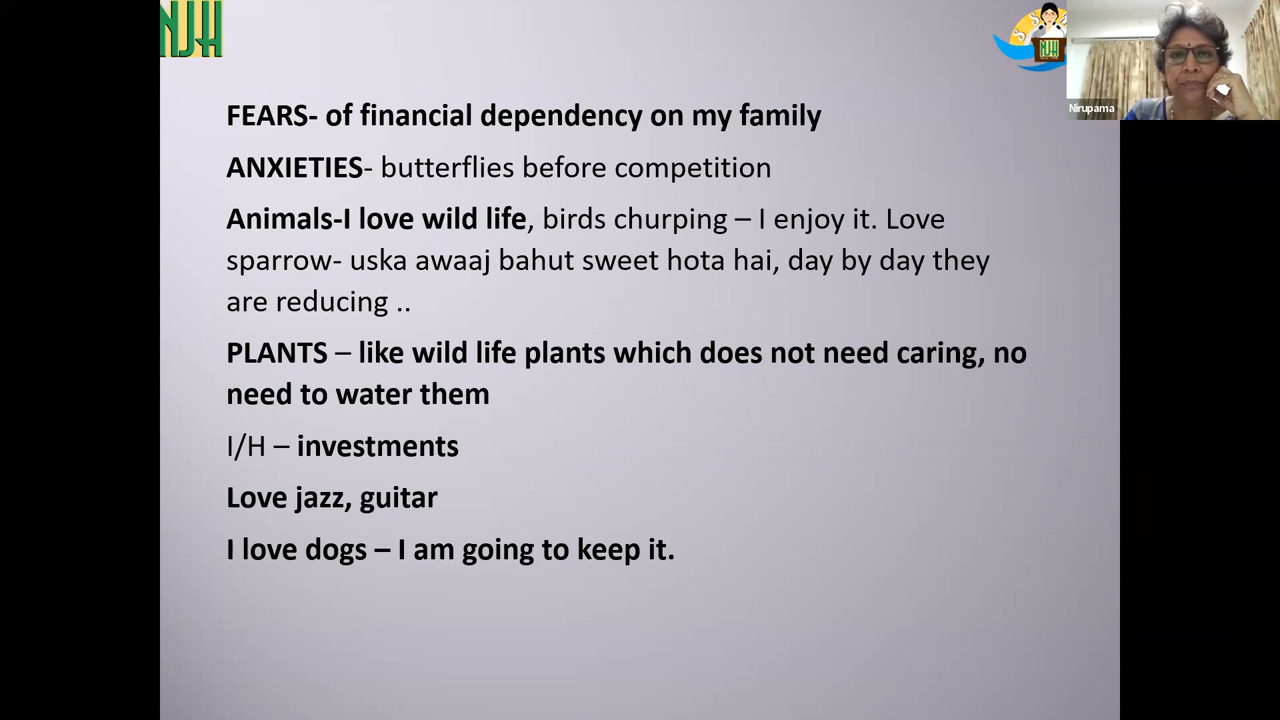 NJH
NJH
Nirupama
FEARS- of financial dependency on my family
ANXIETIES- butterflies before competition
Animals-I love wild life, birds churping – I enjoy it. Love
sparrow- uska awaaj bahut sweet hota hai, day by day they
are reducing ..
PLANTS – like wild life plants which does not need caring, no
need to water them
I/H – investments
Love jazz, guitar
I love dogs – I am going to keep it.